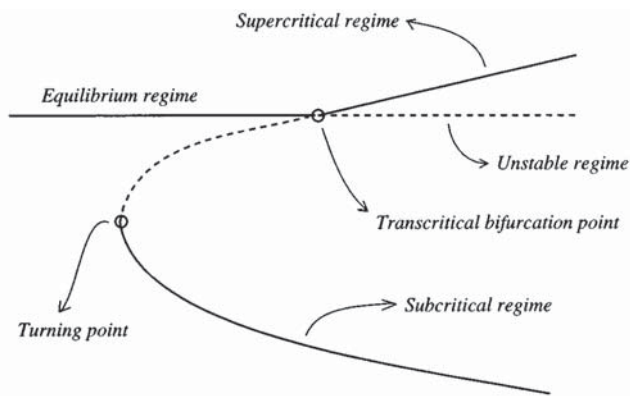 Supercritical regime
Equilibrium regime
Unstable regime
Transcritical bifurcation point
Subcritical regime
Turning point